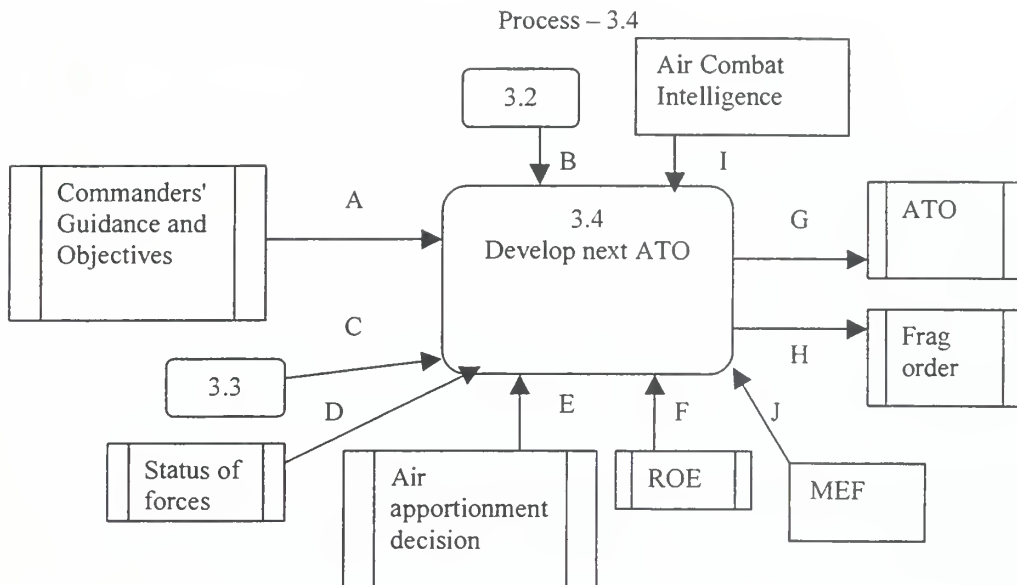 Process – 3.4
Air Combat
Intelligence
3.2
B
I
Commanders'
Guidance and
Objectives
A
3.4
Develop next ATO
G
ATO
C
H
Frag
order
3.3
D
E
F
J
Status of
forces
Air
apportionment
decision
ROE
MEF